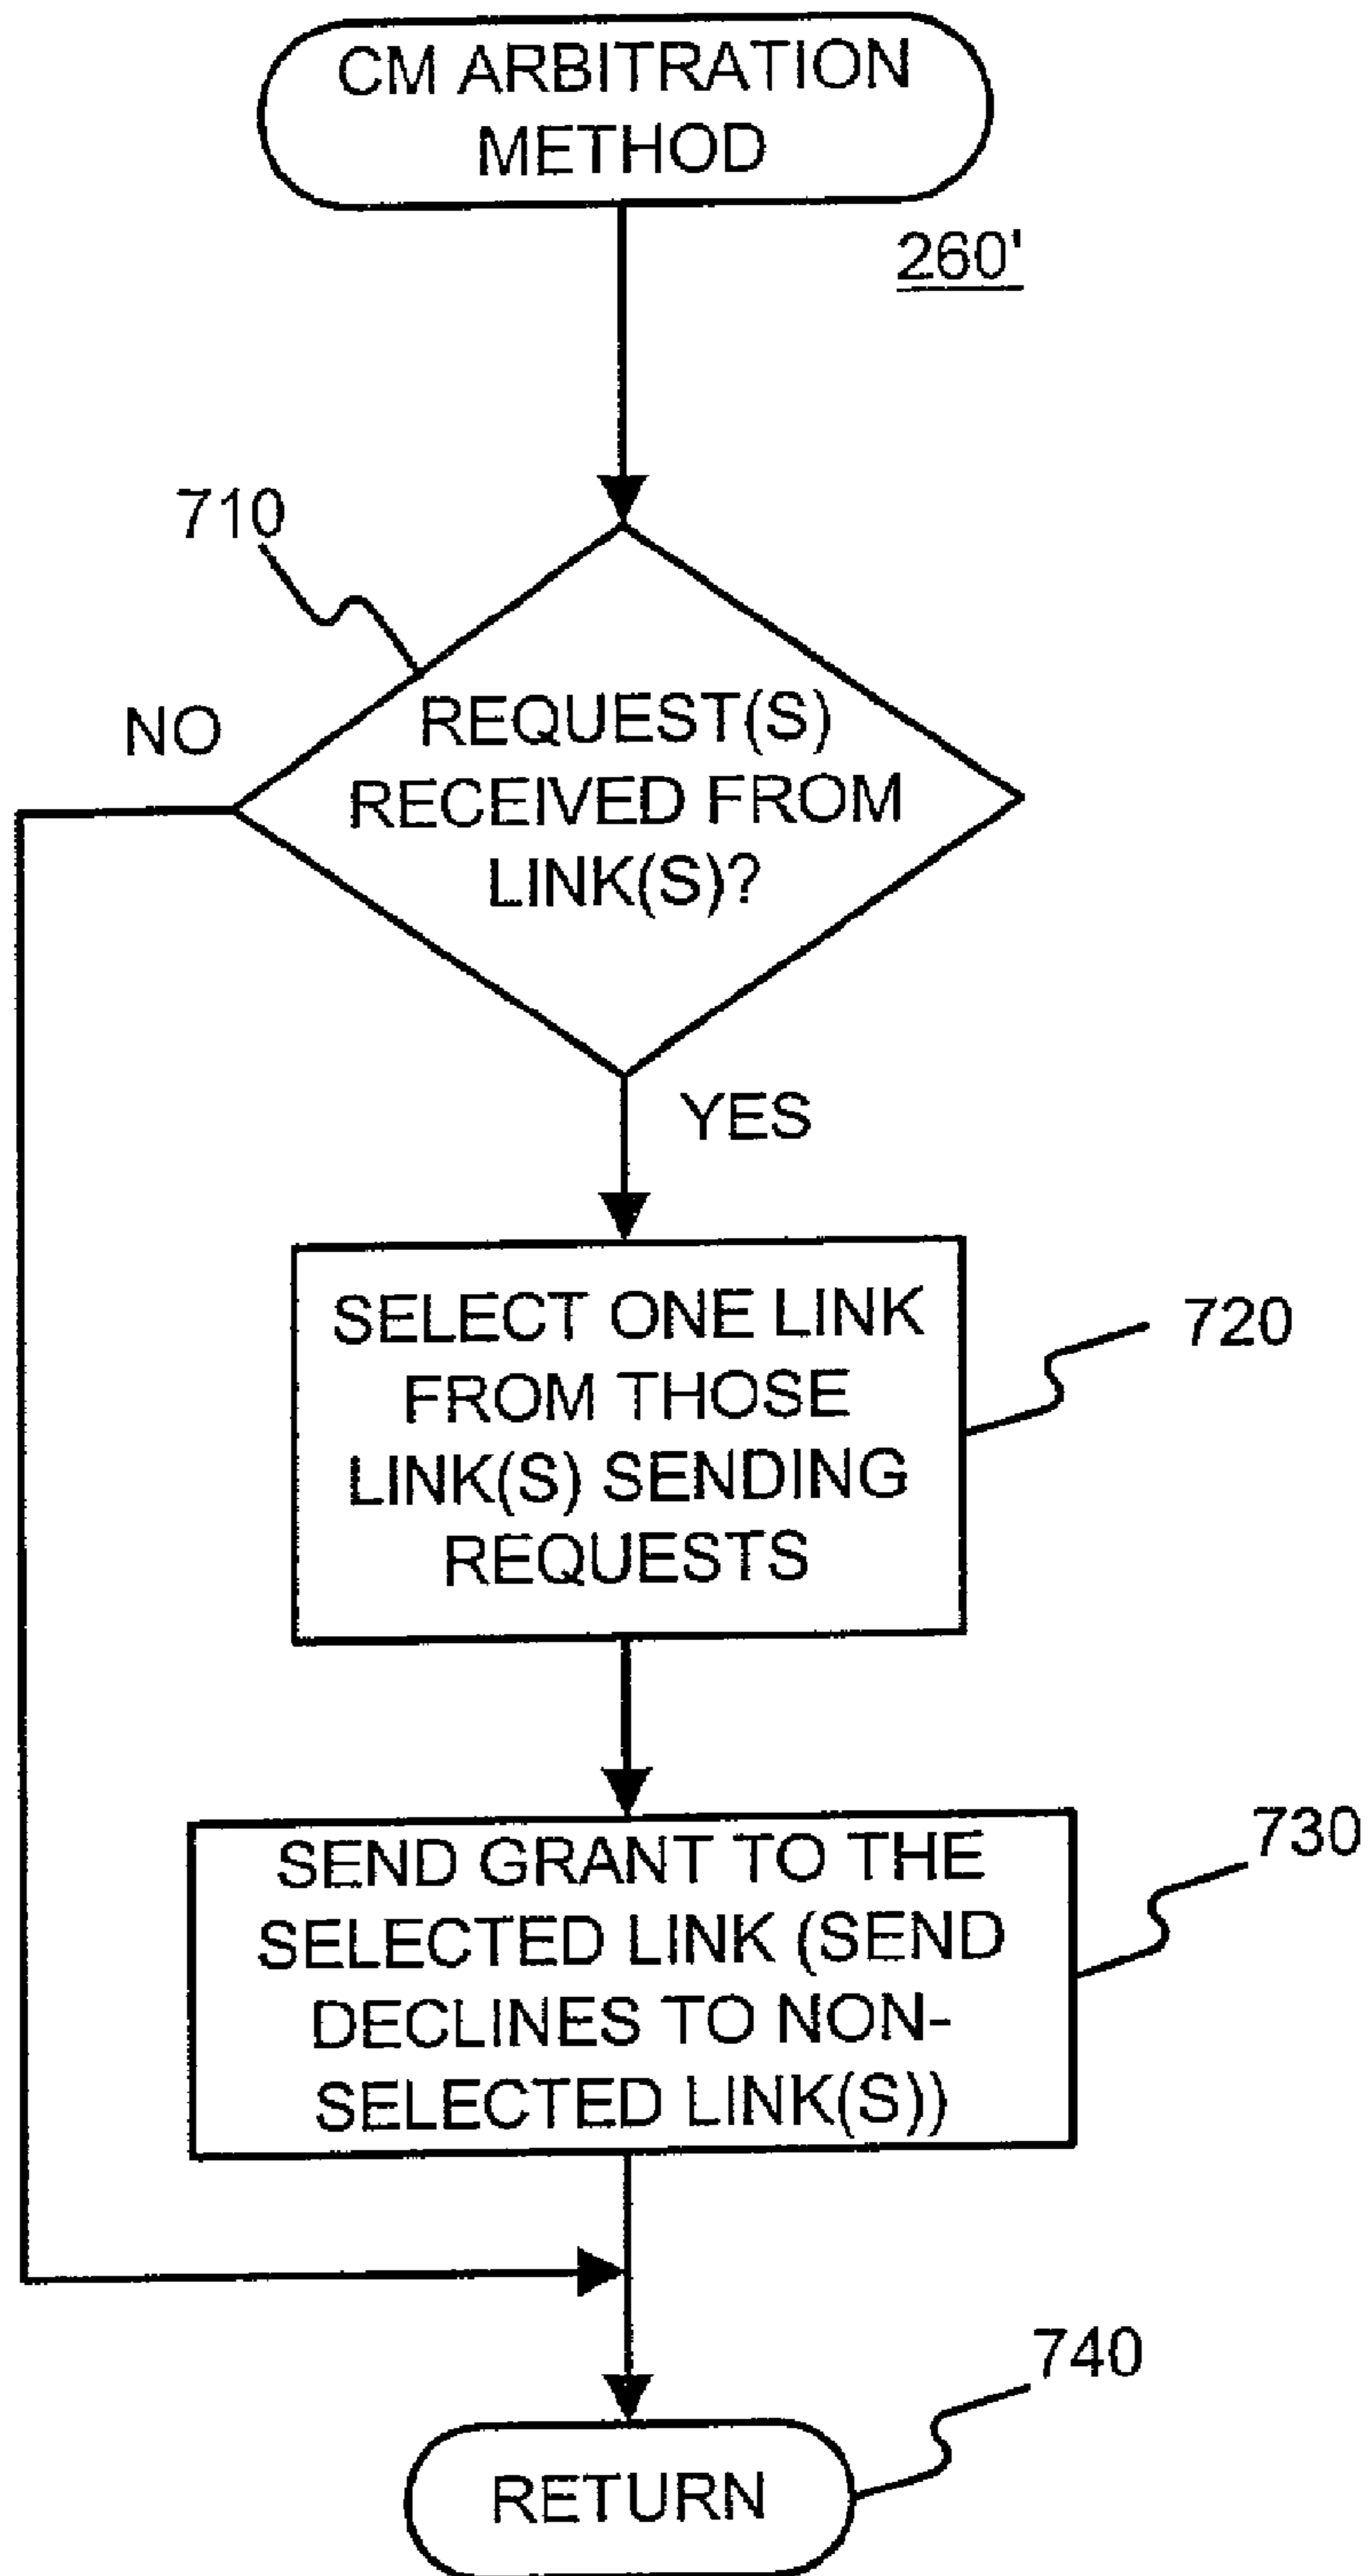 CM ARBITRATION
METHOD
260'
710
NO
REQUEST(S)
RECEIVED FROM
LINK(S)?
YES
SELECT ONE LINK
FROM THOSE
LINK(S) SENDING
REQUESTS
720
SEND GRANT TO THE
SELECTED LINK (SEND
DECLINES TO NON-
SELECTED LINK(S))
730
740
RETURN